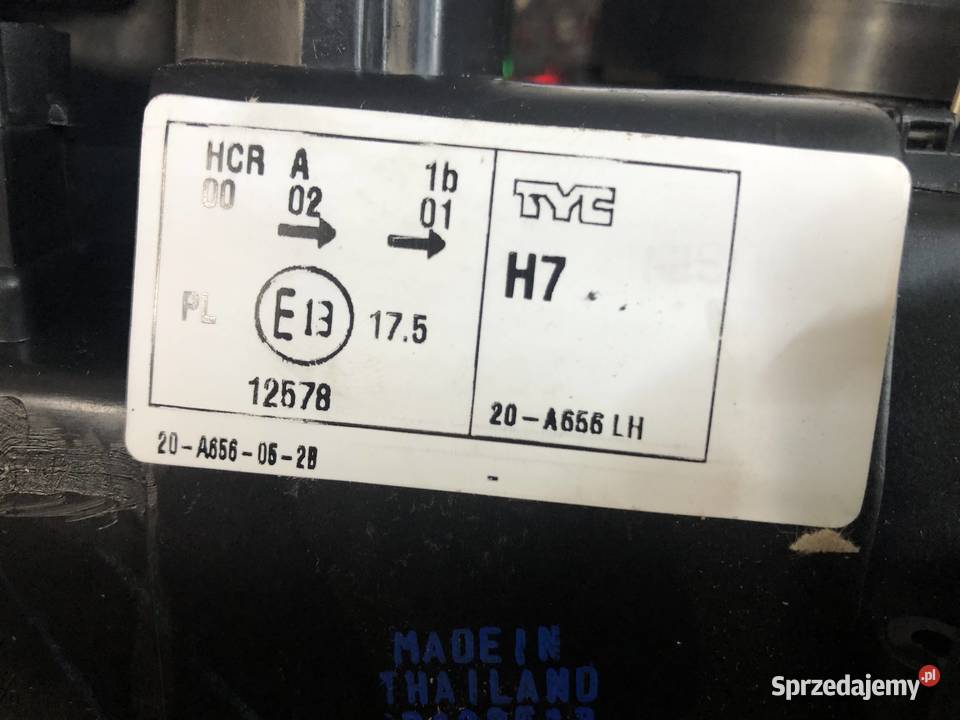 HCR A 1b
00 02 01
PL E13 17.5
12578
TYC
H7
20-A656 LH
20-A656-05-2B
MADE IN
THAILAND
Sprzedajemy.pl